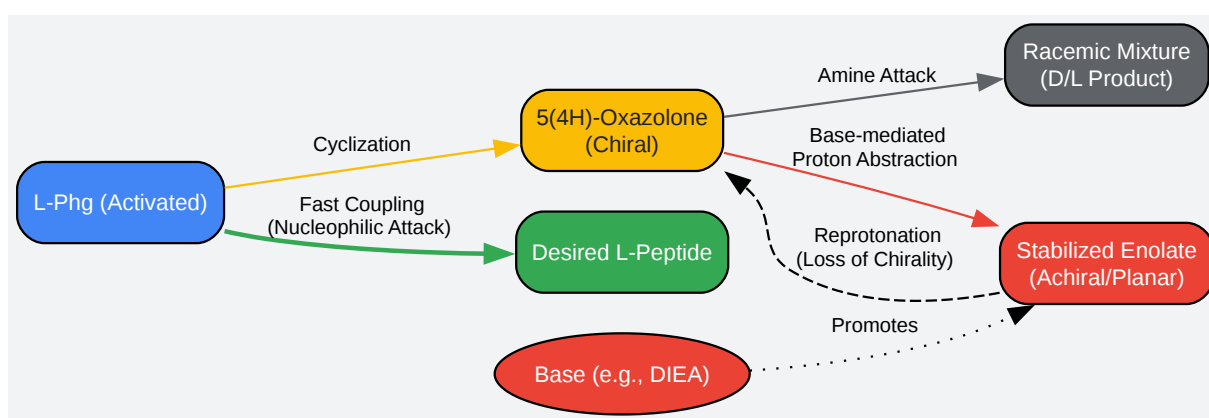 Racemic Mixture
(D/L Product)
Amine Attack
5(4H)-Oxazolone
(Chiral)
Base-mediated
Proton Abstraction
Cyclization
L-Phg (Activated)
Fast Coupling
(Nucleophilic Attack)
Desired L-Peptide
Reprotonation
(Loss of Chirality)
Stabilized Enolate
(Achiral/Planar)
Promotes
Base (e.g., DIEA)